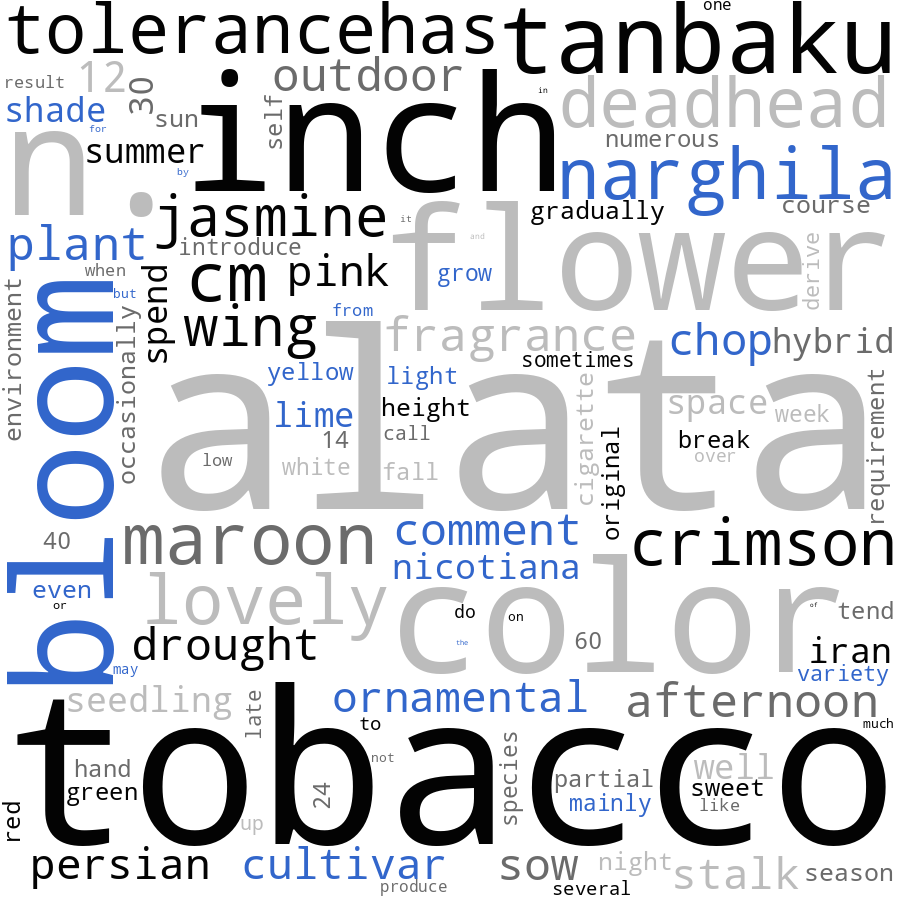 one
tolerancehas
tanbaku
result
12
30
outdoor
inch
in
deadhead
shade
for
sun
self
numerous
n.
summer
by
narghila
jasmine
it
gradually
course
plant
introduce
and
flower
derive
when
cm
pink
grow
environment
bloom
but
occasionally
spend
wing
from
fragrance
sometimes
chop
hybrid
yellow
light
alata
lime
height
cigarette
space
week
requirement
14
call
original
break
low
white
fall
over
40
maroon
comment
crimson
nicotiana
even
or
lovely
color
do
on
of
tend
drought
the
60
iran
may
variety
seedling
late
ornamental
afternoon
tobacco
to
much
not
species
hand
green
24
partial
well
sweet
mainly
like
red
up
persian
cultivar
sow
night
stalk
season
produce
several